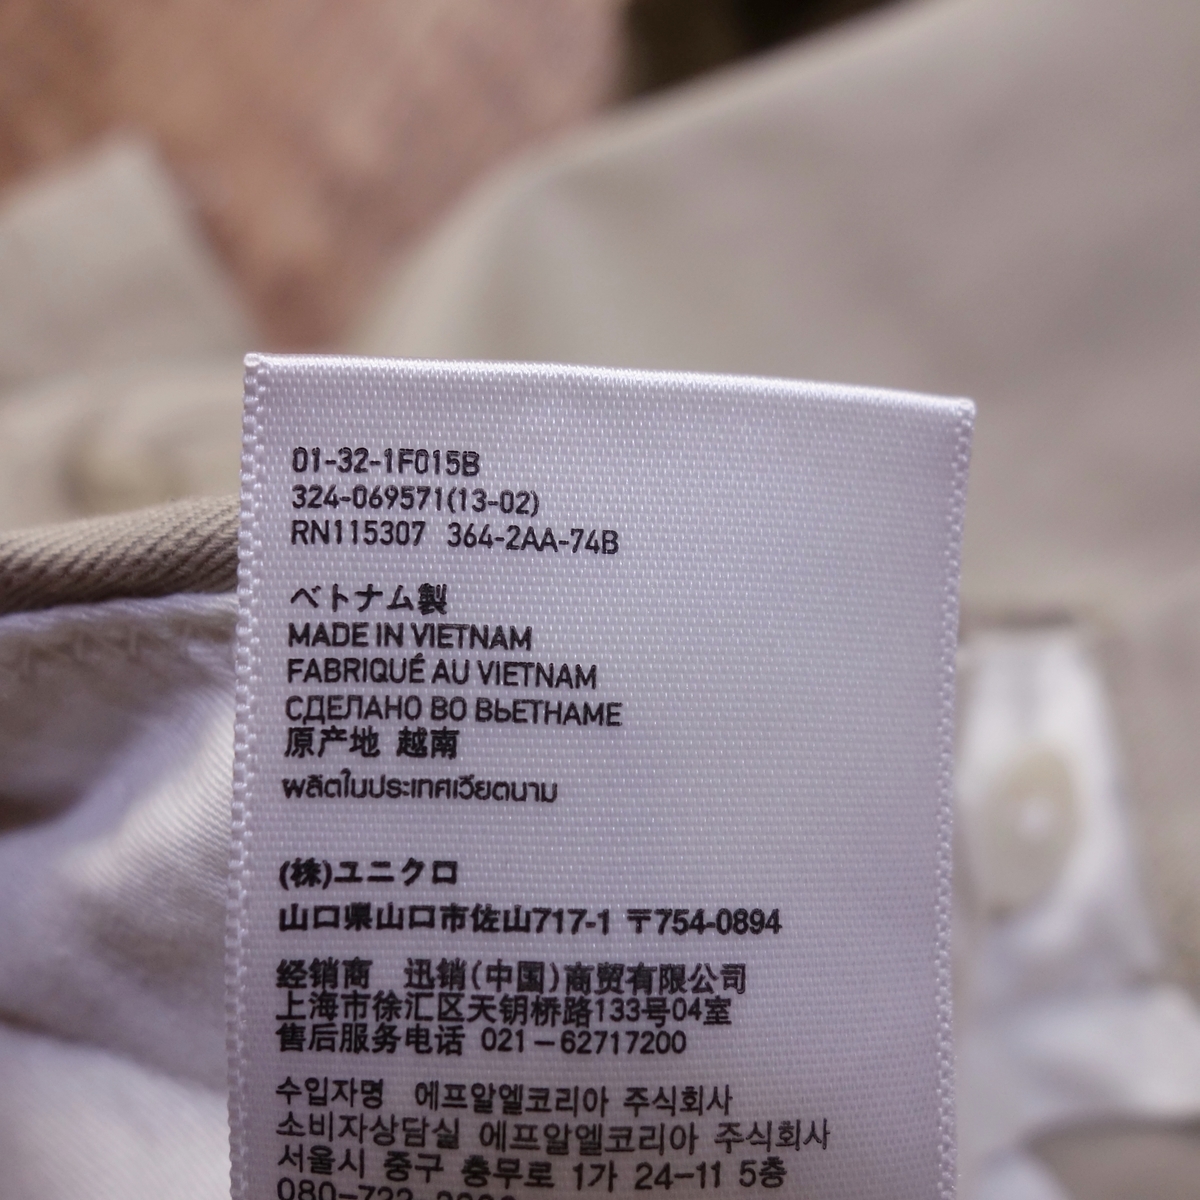 01-32-1F015B
324-069571(13-02)
RN115307 364-2AA-74B
ベトナム製
MADE IN VIETNAM
FABRIQUÉ AU VIETNAM
СДЕЛАНО ВО ВЬЕТНАМЕ
原产地 越南
ผลิตในประเทศเวียดนาม
(株)ユニクロ
山口県山口市佐山717-1 〒754-0894
经销商 迅销(中国)商贸有限公司
上海市徐汇区天钥桥路133号04室
售后服务电话 021-62717200
수입자명 에프알엘코리아 주식회사
소비자상담실 에프알엘코리아 주식회사
서울시 중구 충무로 1가 24-11 5층